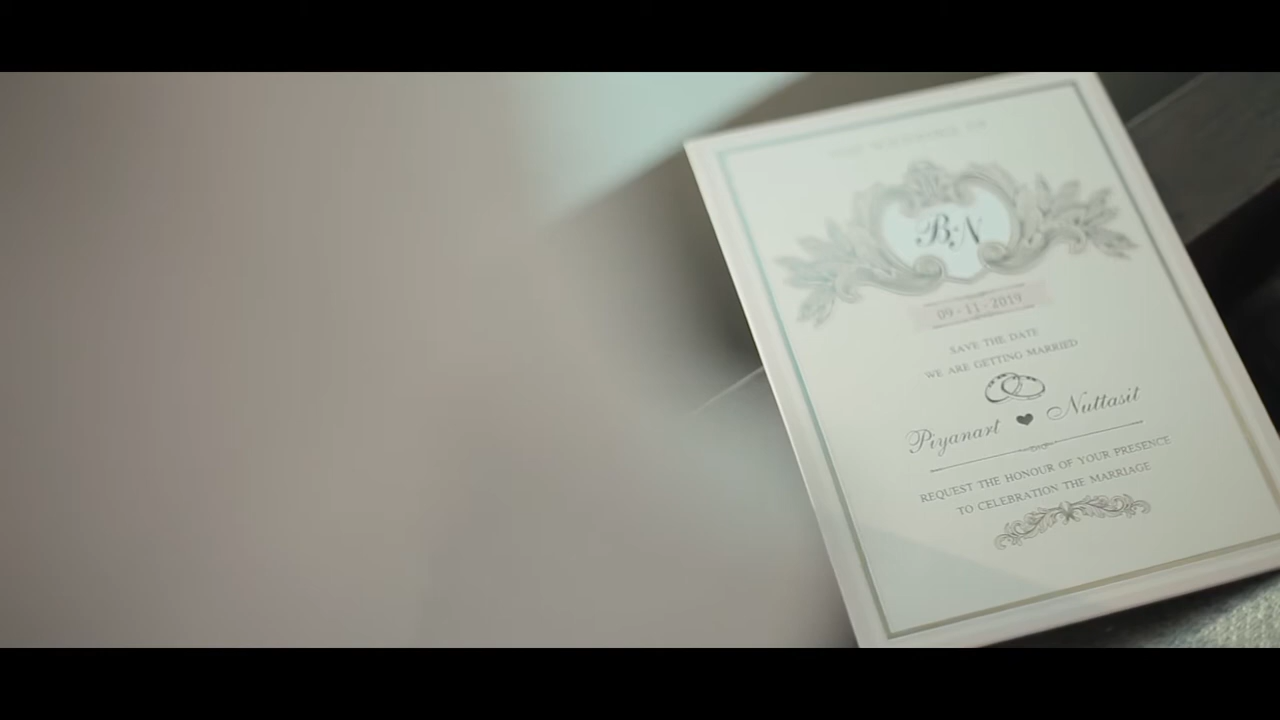 B·N
09-11-2019
SAVE THE DATE
WE ARE GETTING MARRIED
Piyanart Nuttasit
REQUEST THE HONOUR OF YOUR PRESENCE
TO CELEBRATION THE MARRIAGE